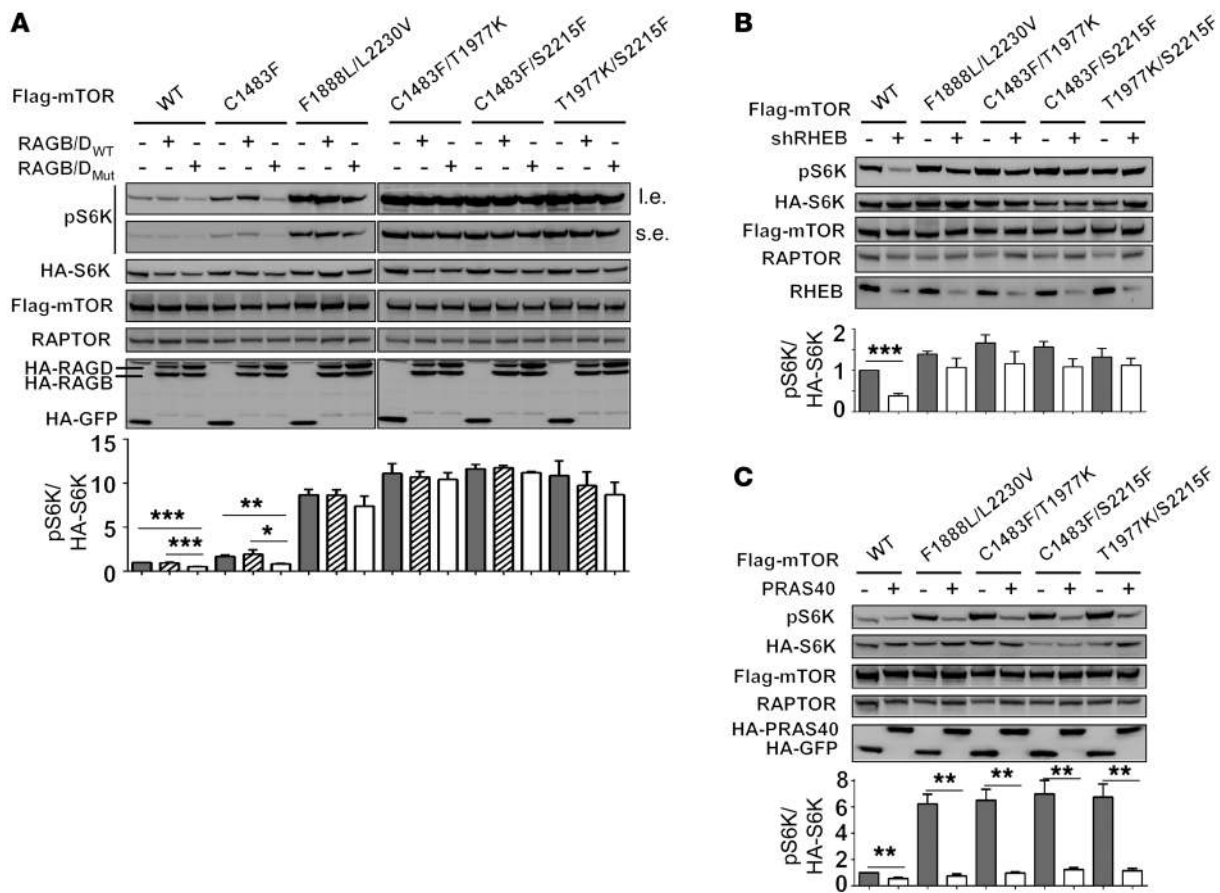 A
Flag-mTOR
WT
C1483F
F1888L/L2230V
C1483F/T1977K
C1483F/S2215F
T1977K/S2215F
RAGB/DWT - + - - + - - + - - + - - + - - + -
RAGB/DMut - - + - - + - - + - - + - - + - - +
pS6K
l.e.
s.e.
HA-S6K
Flag-mTOR
RAPTOR
HA-RAGD
HA-RAGB
HA-GFP
pS6K/
HA-S6K
15
10
5
0
***
***
**
*
B
Flag-mTOR
WT
F1888L/L2230V
C1483F/T1977K
C1483F/S2215F
T1977K/S2215F
shRHEB - + - + - + - + - +
pS6K
HA-S6K
Flag-mTOR
RAPTOR
RHEB
pS6K/
HA-S6K
2
1
0
***
C
Flag-mTOR
WT
F1888L/L2230V
C1483F/T1977K
C1483F/S2215F
T1977K/S2215F
PRAS40 - + - + - + - + - +
pS6K
HA-S6K
Flag-mTOR
RAPTOR
HA-PRAS40
HA-GFP
pS6K/
HA-S6K
8
6
4
2
0
** ** ** ** **